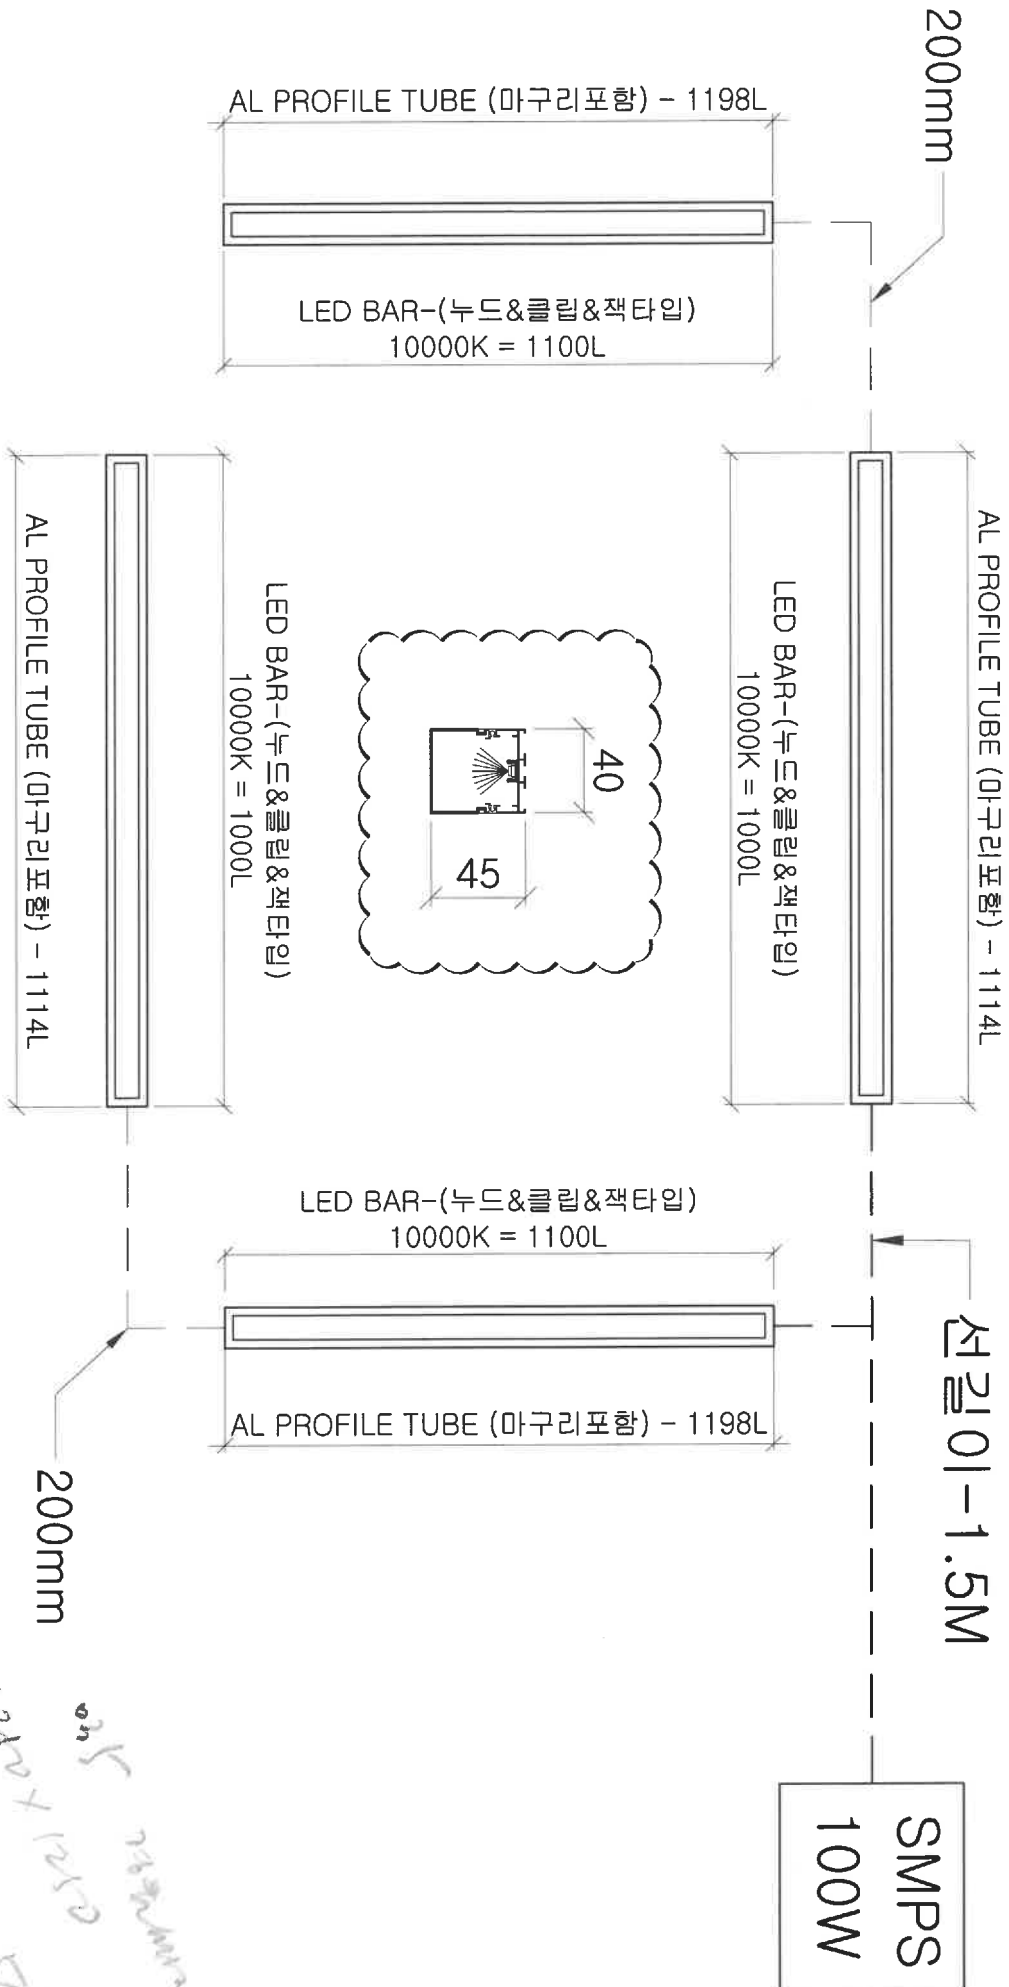 200mm
AL PROFILE TUBE (마구리포함) - 1198L
LED BAR-(누드&클립&잭타입)
10000K = 1100L
AL PROFILE TUBE (마구리포함) - 1114L
LED BAR-(누드&클립&잭타입)
10000K = 1000L
40
45
LED BAR-(누드&클립&잭타입)
10000K = 1000L
AL PROFILE TUBE (마구리포함) - 1114L
LED BAR-(누드&클립&잭타입)
10000K = 1100L
AL PROFILE TUBE (마구리포함) - 1198L
선길이-1.5M
200mm
SMPS
100W